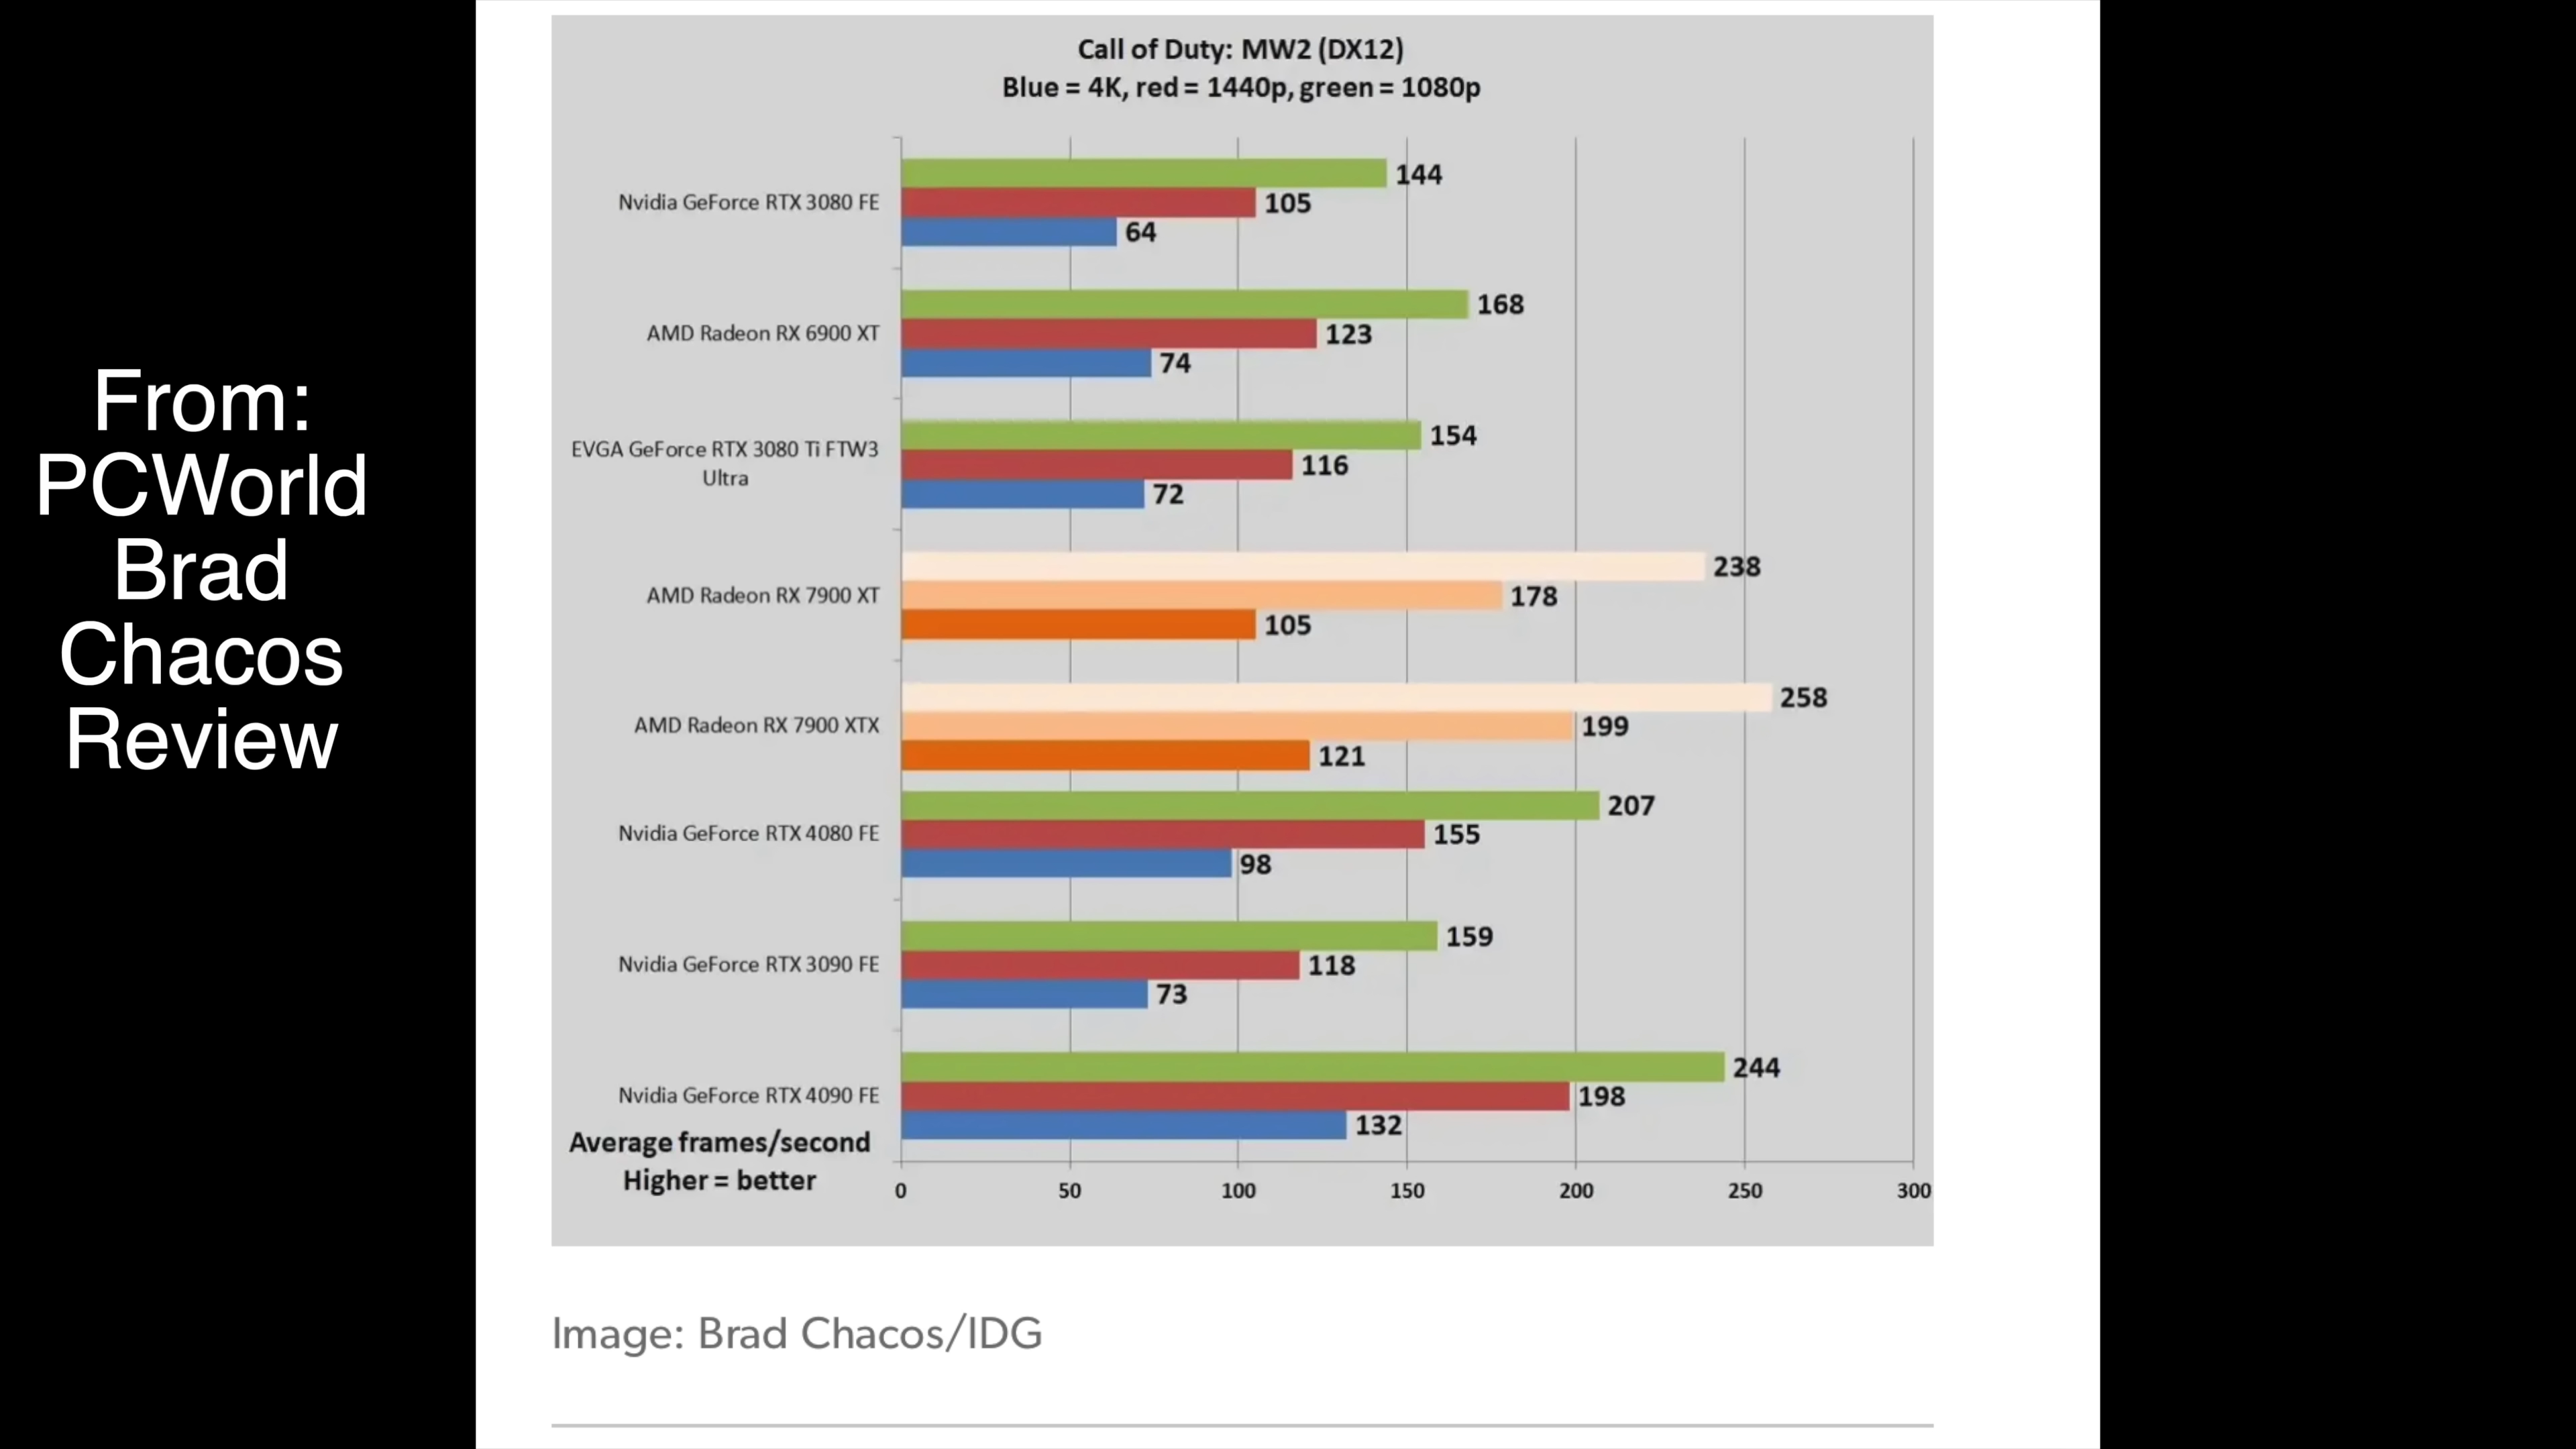 From:
PCWorld
Brad
Chacos
Review
Call of Duty: MW2 (DX12)
Blue = 4K, red = 1440p, green = 1080p
Nvidia GeForce RTX 3080 FE
144
105
64
AMD Radeon RX 6900 XT
168
123
74
EVGA GeForce RTX 3080 Ti FTW3
Ultra
154
116
72
AMD Radeon RX 7900 XT
238
178
105
AMD Radeon RX 7900 XTX
258
199
121
Nvidia GeForce RTX 4080 FE
207
155
98
Nvidia GeForce RTX 3090 FE
159
118
73
Nvidia GeForce RTX 4090 FE
244
198
132
Average frames/second
Higher = better
0 50 100 150 200 250 300
Image: Brad Chacos/IDG